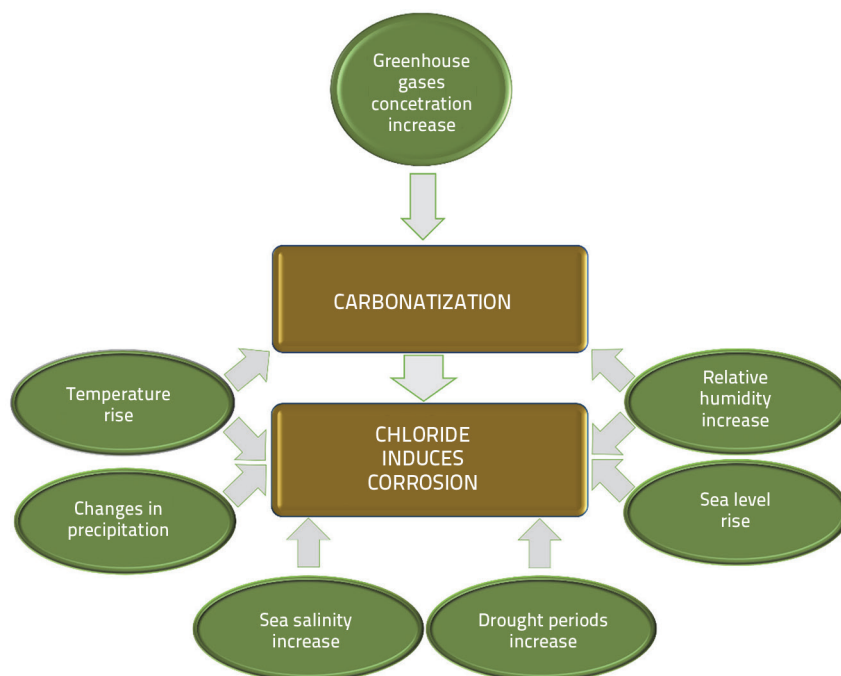 Greenhouse
gases
concetration
increase
CARBONATIZATION
Temperature
rise
Relative
humidity
increase
CHLORIDE
INDUCES
CORROSION
Changes in
precipitation
Sea level
rise
Sea salinity
increase
Drought periods
increase